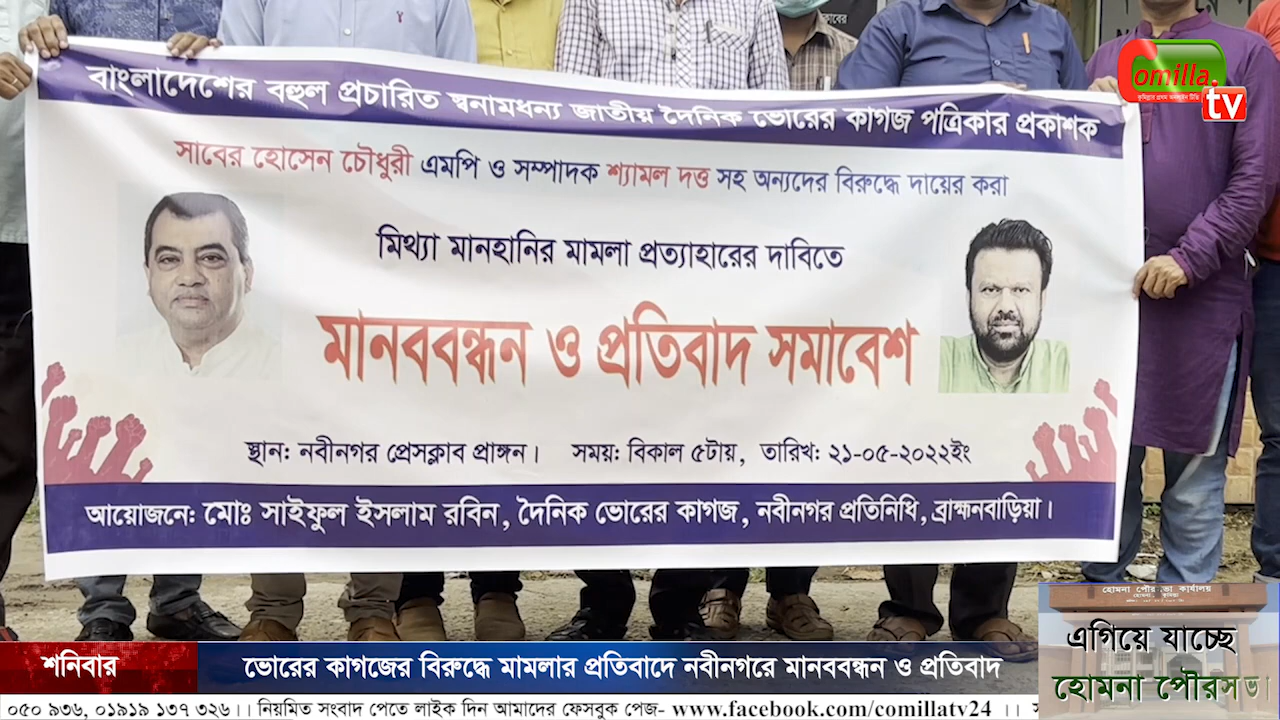 বাংলাদেশের বহুল প্রচারিত স্বনামধন্য জাতীয় দৈনিক ভোরের কাগজ পত্রিকার প্রকাশক
সাবের হোসেন চৌধুরী এমপি ও সম্পাদক শ্যামল দত্ত সহ অন্যদের বিরুদ্ধে দায়ের করা
মিথ্যা মানহানির মামলা প্রত্যাহারের দাবিতে
মানববন্ধন ও প্রতিবাদ সমাবেশ
স্থান: নবীনগর প্রেসক্লাব প্রাঙ্গন। সময়: বিকাল ৫টায়, তারিখ: ২১-০৫-২০২২ইং
আয়োজনে: মোঃ সাইফুল ইসলাম রবিন, দৈনিক ভোরের কাগজ, নবীনগর প্রতিনিধি, ব্রাহ্মনবাড়িয়া।
Comilla
tv
হোমনা পৌরসভা কার্যালয়
এগিয়ে যাচ্ছে
হোমনা পৌরসভা
শনিবার
ভোরের কাগজের বিরুদ্ধে মামলার প্রতিবাদে নবীনগরে মানববন্ধন ও প্রতিবাদ
০৫০ ৯৩৬, ০১৯১৯ ১৩৭ ৩২৬।। নিয়মিত সংবাদ পেতে লাইক দিন আমাদের ফেসবুক পেজ- www.facebook.com/comillatv24 ।।